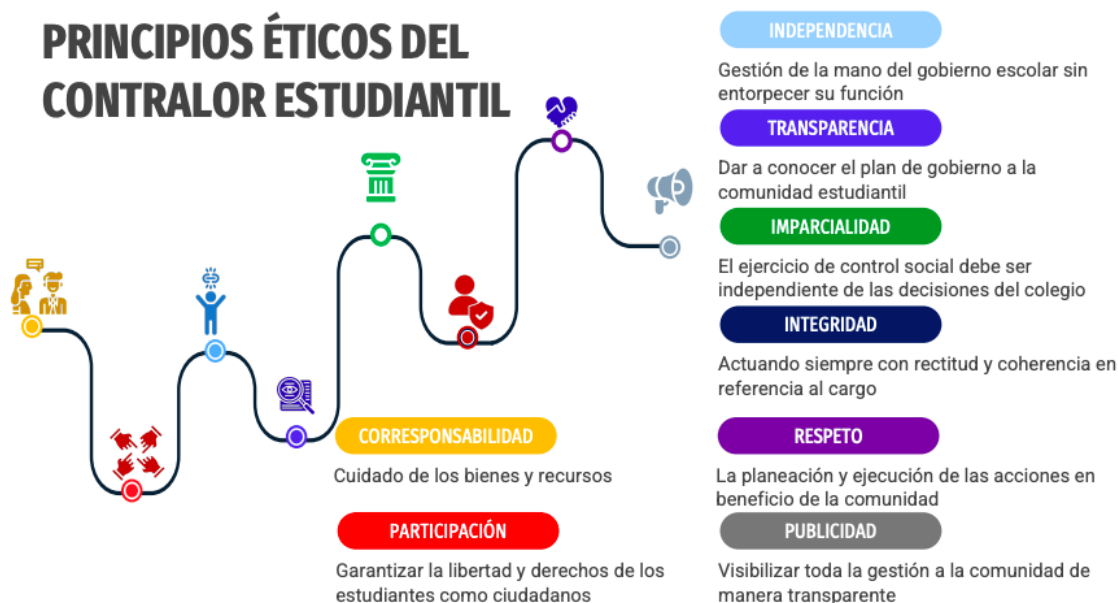 PRINCIPIOS ÉTICOS DEL
CONTRALOR ESTUDIANTIL
CORRESPONSABILIDAD
Cuidado de los bienes y recursos
PARTICIPACIÓN
Garantizar la libertad y derechos de los
estudiantes como ciudadanos
INDEPENDENCIA
Gestión de la mano del gobierno escolar sin
entorpecer su función
TRANSPARENCIA
Dar a conocer el plan de gobierno a la
comunidad estudiantil
IMPARCIALIDAD
El ejercicio de control social debe ser
independiente de las decisiones del colegio
INTEGRIDAD
Actuando siempre con rectitud y coherencia en
referencia al cargo
RESPETO
La planeación y ejecución de las acciones en
beneficio de la comunidad
PUBLICIDAD
Visibilizar toda la gestión a la comunidad de
manera transparente